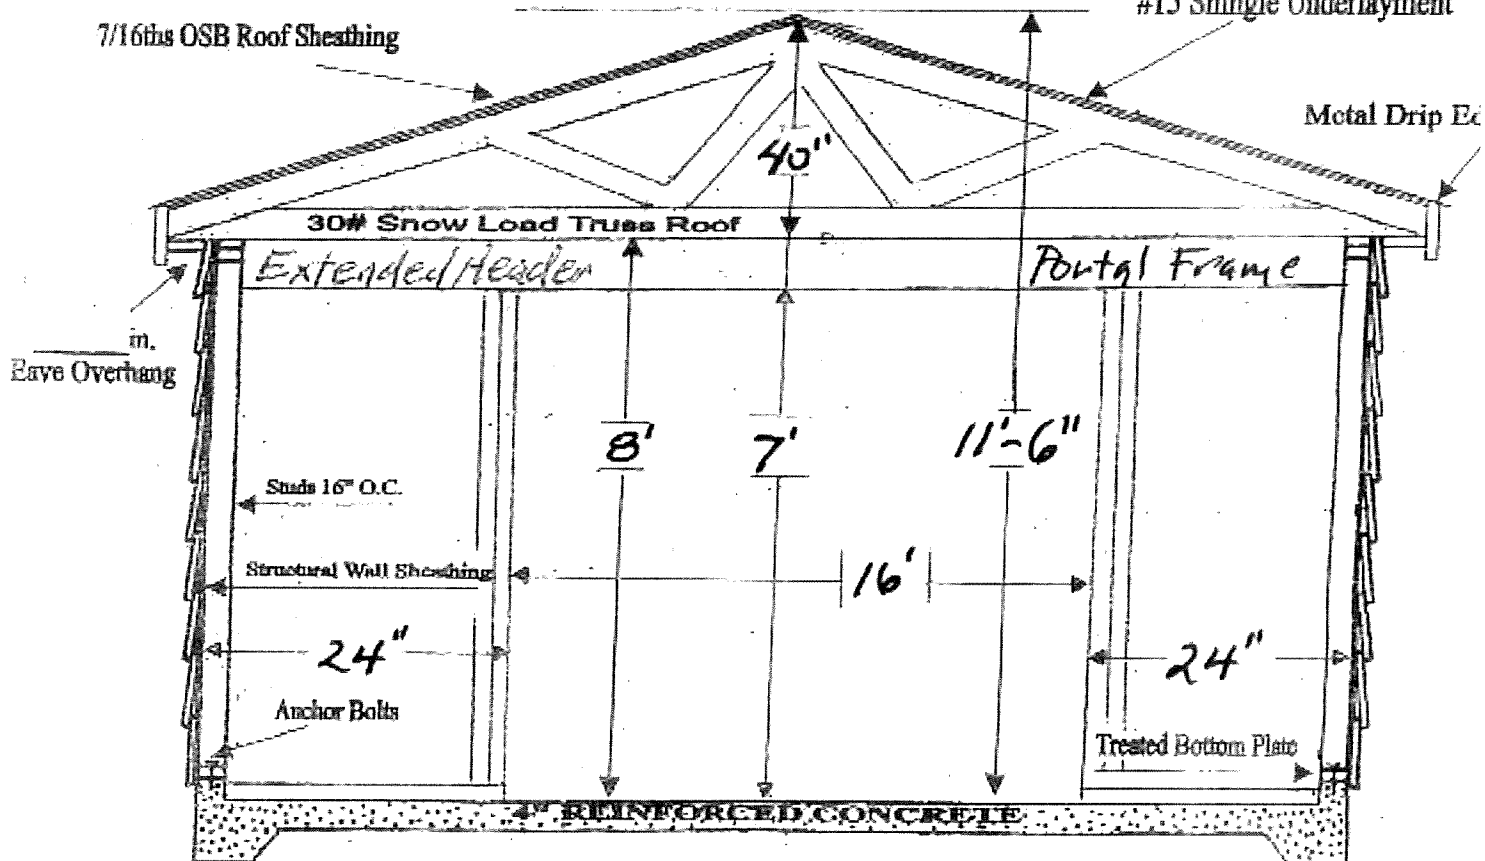 #15 Shingle Underlayment
7/16ths OSB Roof Sheathing
Metal Drip Ed
40"
30# Snow Load Truss Roof
Extended Header
Portal Frame
in.
Eave Overhang
8'
7'
11'-6"
Studs 16" O.C.
Structural Wall Sheathing
16'
24"
24"
Anchor Bolts
Treated Bottom Plate
4" REINFORCED CONCRETE